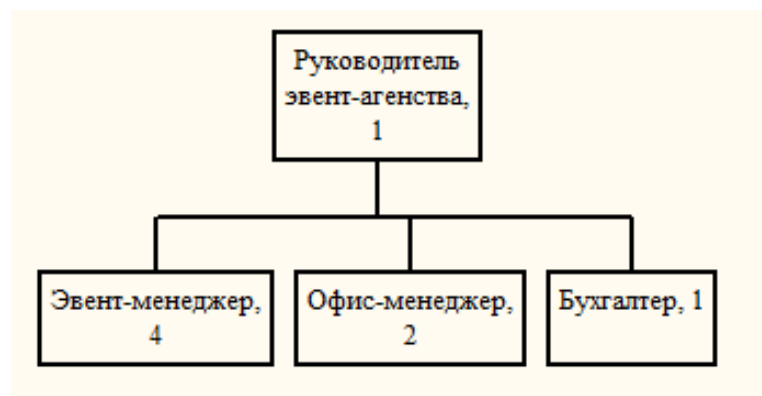 Руководитель
эвент-агенства,
1
Эвент-менеджер,
4
Офис-менеджер,
2
Бухгалтер, 1